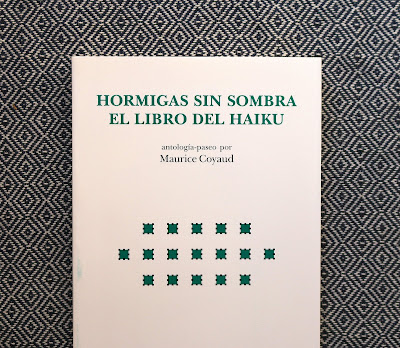 HORMIGAS SIN SOMBRA
EL LIBRO DEL HAIKU
antología-paseo por
Maurice Coyaud